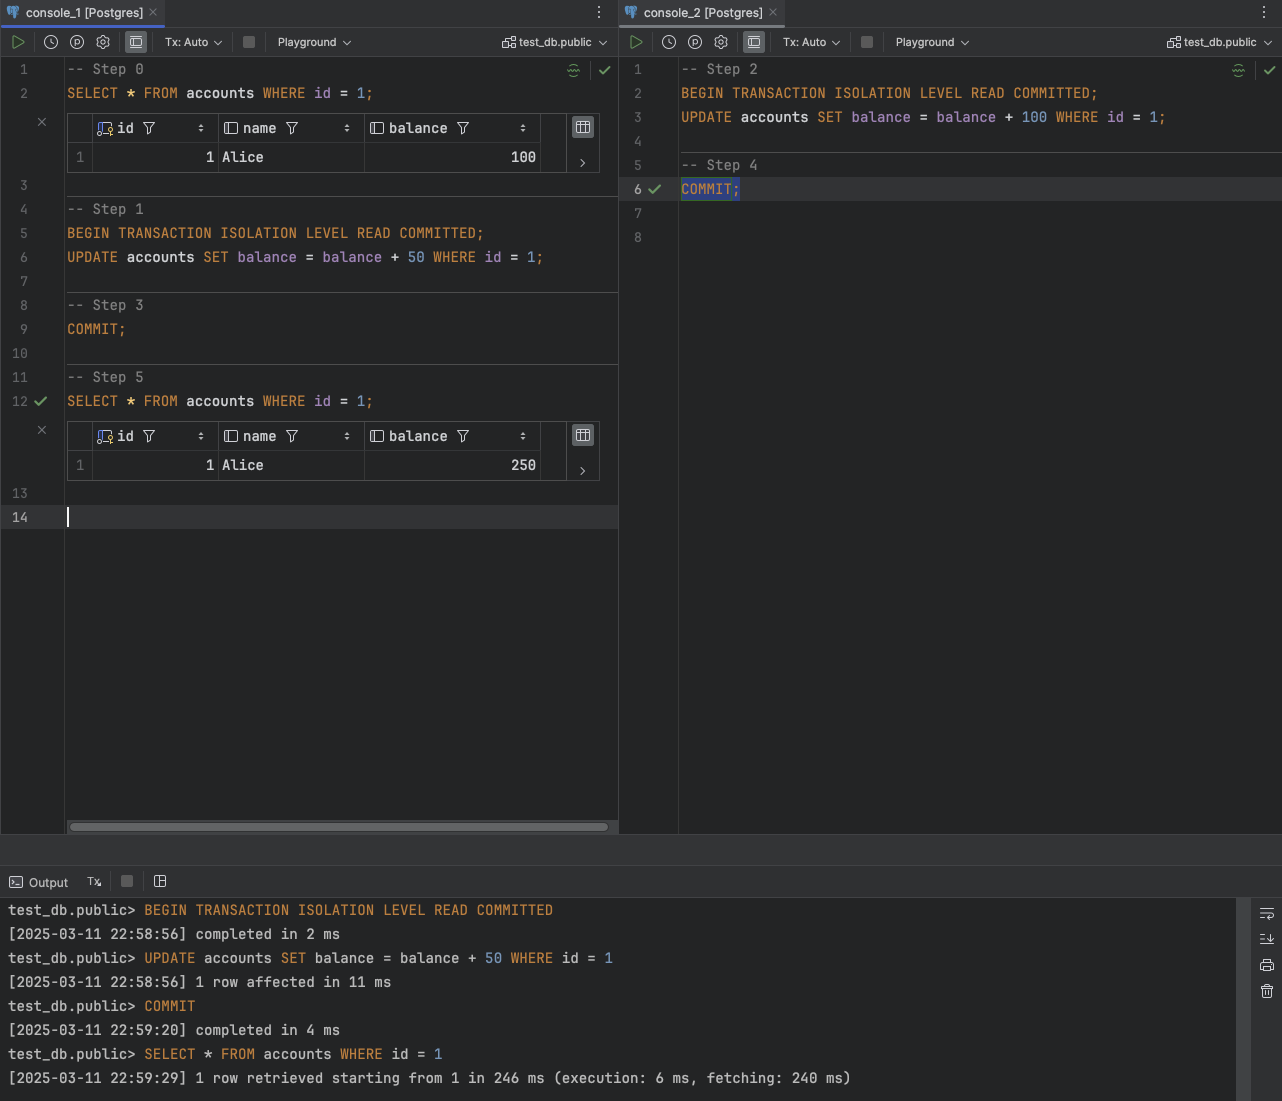 console_1 [Postgres]
Tx: Auto
Playground
test_db.public
1 -- Step 0
2 SELECT * FROM accounts WHERE id = 1;
id name balance
1 1 Alice 100
3
4 -- Step 1
5 BEGIN TRANSACTION ISOLATION LEVEL READ COMMITTED;
6 UPDATE accounts SET balance = balance + 50 WHERE id = 1;
7
8 -- Step 3
9 COMMIT;
10
11 -- Step 5
12 SELECT * FROM accounts WHERE id = 1;
id name balance
1 1 Alice 250
13
14
console_2 [Postgres]
Tx: Auto
Playground
test_db.public
1 -- Step 2
2 BEGIN TRANSACTION ISOLATION LEVEL READ COMMITTED;
3 UPDATE accounts SET balance = balance + 100 WHERE id = 1;
4
5 -- Step 4
6 COMMIT;
7
8
Output Tx
test_db.public> BEGIN TRANSACTION ISOLATION LEVEL READ COMMITTED
[2025-03-11 22:58:56] completed in 2 ms
test_db.public> UPDATE accounts SET balance = balance + 50 WHERE id = 1
[2025-03-11 22:58:56] 1 row affected in 11 ms
test_db.public> COMMIT
[2025-03-11 22:59:20] completed in 4 ms
test_db.public> SELECT * FROM accounts WHERE id = 1
[2025-03-11 22:59:29] 1 row retrieved starting from 1 in 246 ms (execution: 6 ms, fetching: 240 ms)